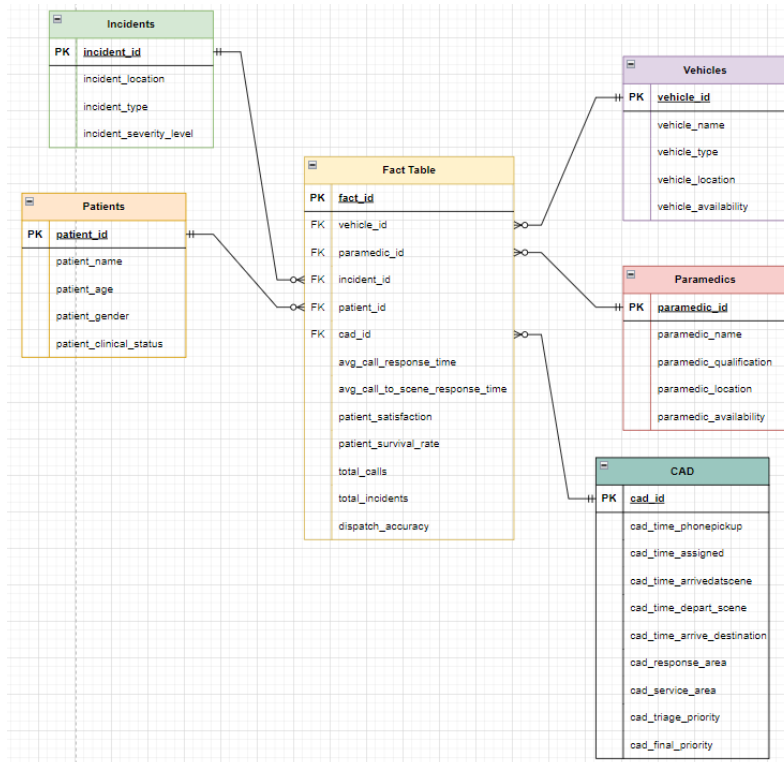 Incidents
PK incident_id
incident_location
incident_type
incident_severity_level
Patients
PK patient_id
patient_name
patient_age
patient_gender
patient_clinical_status
Fact Table
PK fact_id
FK vehicle_id
FK paramedic_id
FK incident_id
FK patient_id
FK cad_id
avg_call_response_time
avg_call_to_scene_response_time
patient_satisfaction
patient_survival_rate
total_calls
total_incidents
dispatch_accuracy
Vehicles
PK vehicle_id
vehicle_name
vehicle_type
vehicle_location
vehicle_availability
Paramedics
PK paramedic_id
paramedic_name
paramedic_qualification
paramedic_location
paramedic_availability
CAD
PK cad_id
cad_time_phonepickup
cad_time_assigned
cad_time_arrivedatscene
cad_time_depart_scene
cad_time_arrive_destination
cad_response_area
cad_service_area
cad_triage_priority
cad_final_priority